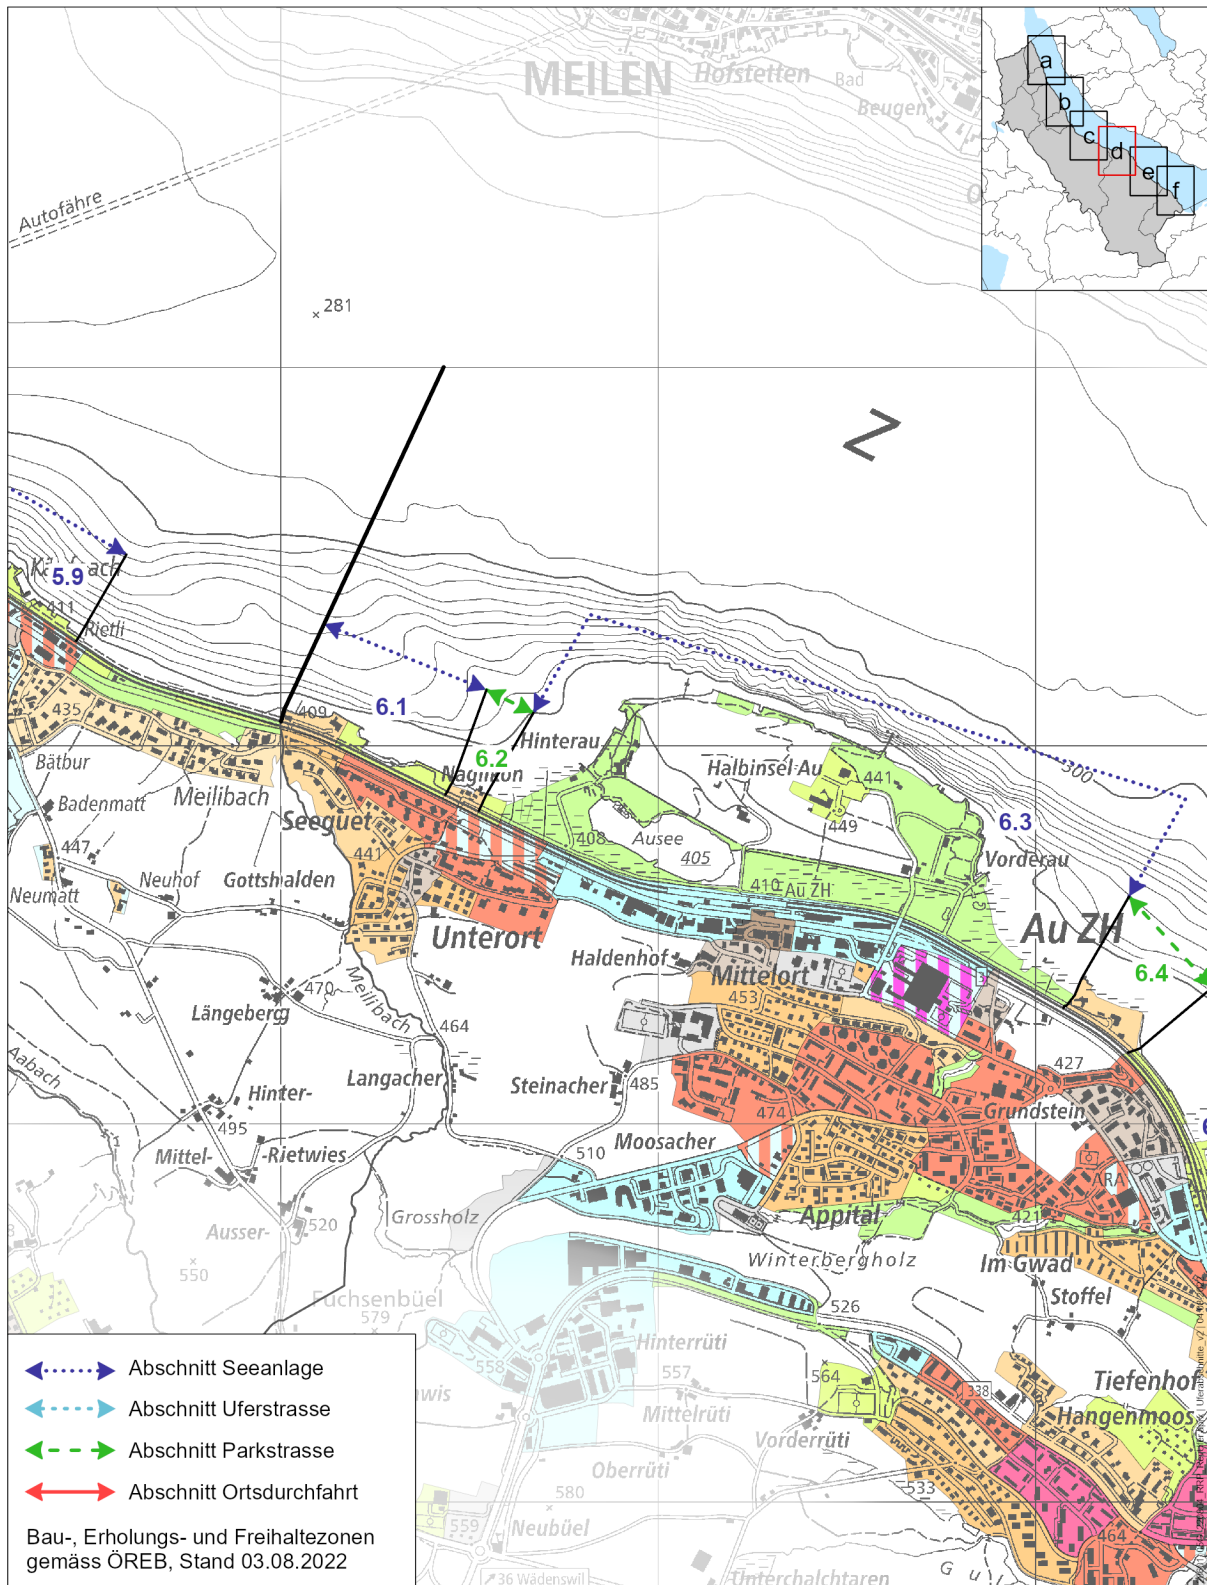 MEILEN
Hofstetten
Bad
Beugen
a
b
c
d
e
f
Autofähre
281
Z
5.9
411
Rietli
435
Bätbur
Badenmatt
Meilibach
409
6.1
6.2
Hinterau
Halbinsel Au
441
449
300
6.3
Seeguet
441
408
Ausee
405
410
Au ZH
Vorderau
447
Neumatt
Neuhof
Gottshalden
Unterort
Haldenhof
Mittelort
Au ZH
6.4
453
470
Längeberg
Meilibach
464
Aabach
Hinter-
Langacher
Steinacher
485
427
495
474
Grundstein
Mittel-
-Rietwies
Moosacher
510
ARA
Ausser-
520
Grossholz
Appital
421
550
Winterbergholz
Im Gwad
Fuchsenbüel
579
526
Stoffel
Hinterrüti
558
557
564
338
Tiefenhof
Mittelrüti
Hangenmoos
Vorderrüti
Oberrüti
580
533
559
Neubüel
464
36 Wädenswil
Unterchalchtaren
Abschnitt Seeanlage
Abschnitt Uferstrasse
Abschnitt Parkstrasse
Abschnitt Ortsdurchfahrt
Bau-, Erholungs- und Freihaltezonen
gemäss ÖREB, Stand 03.08.2022